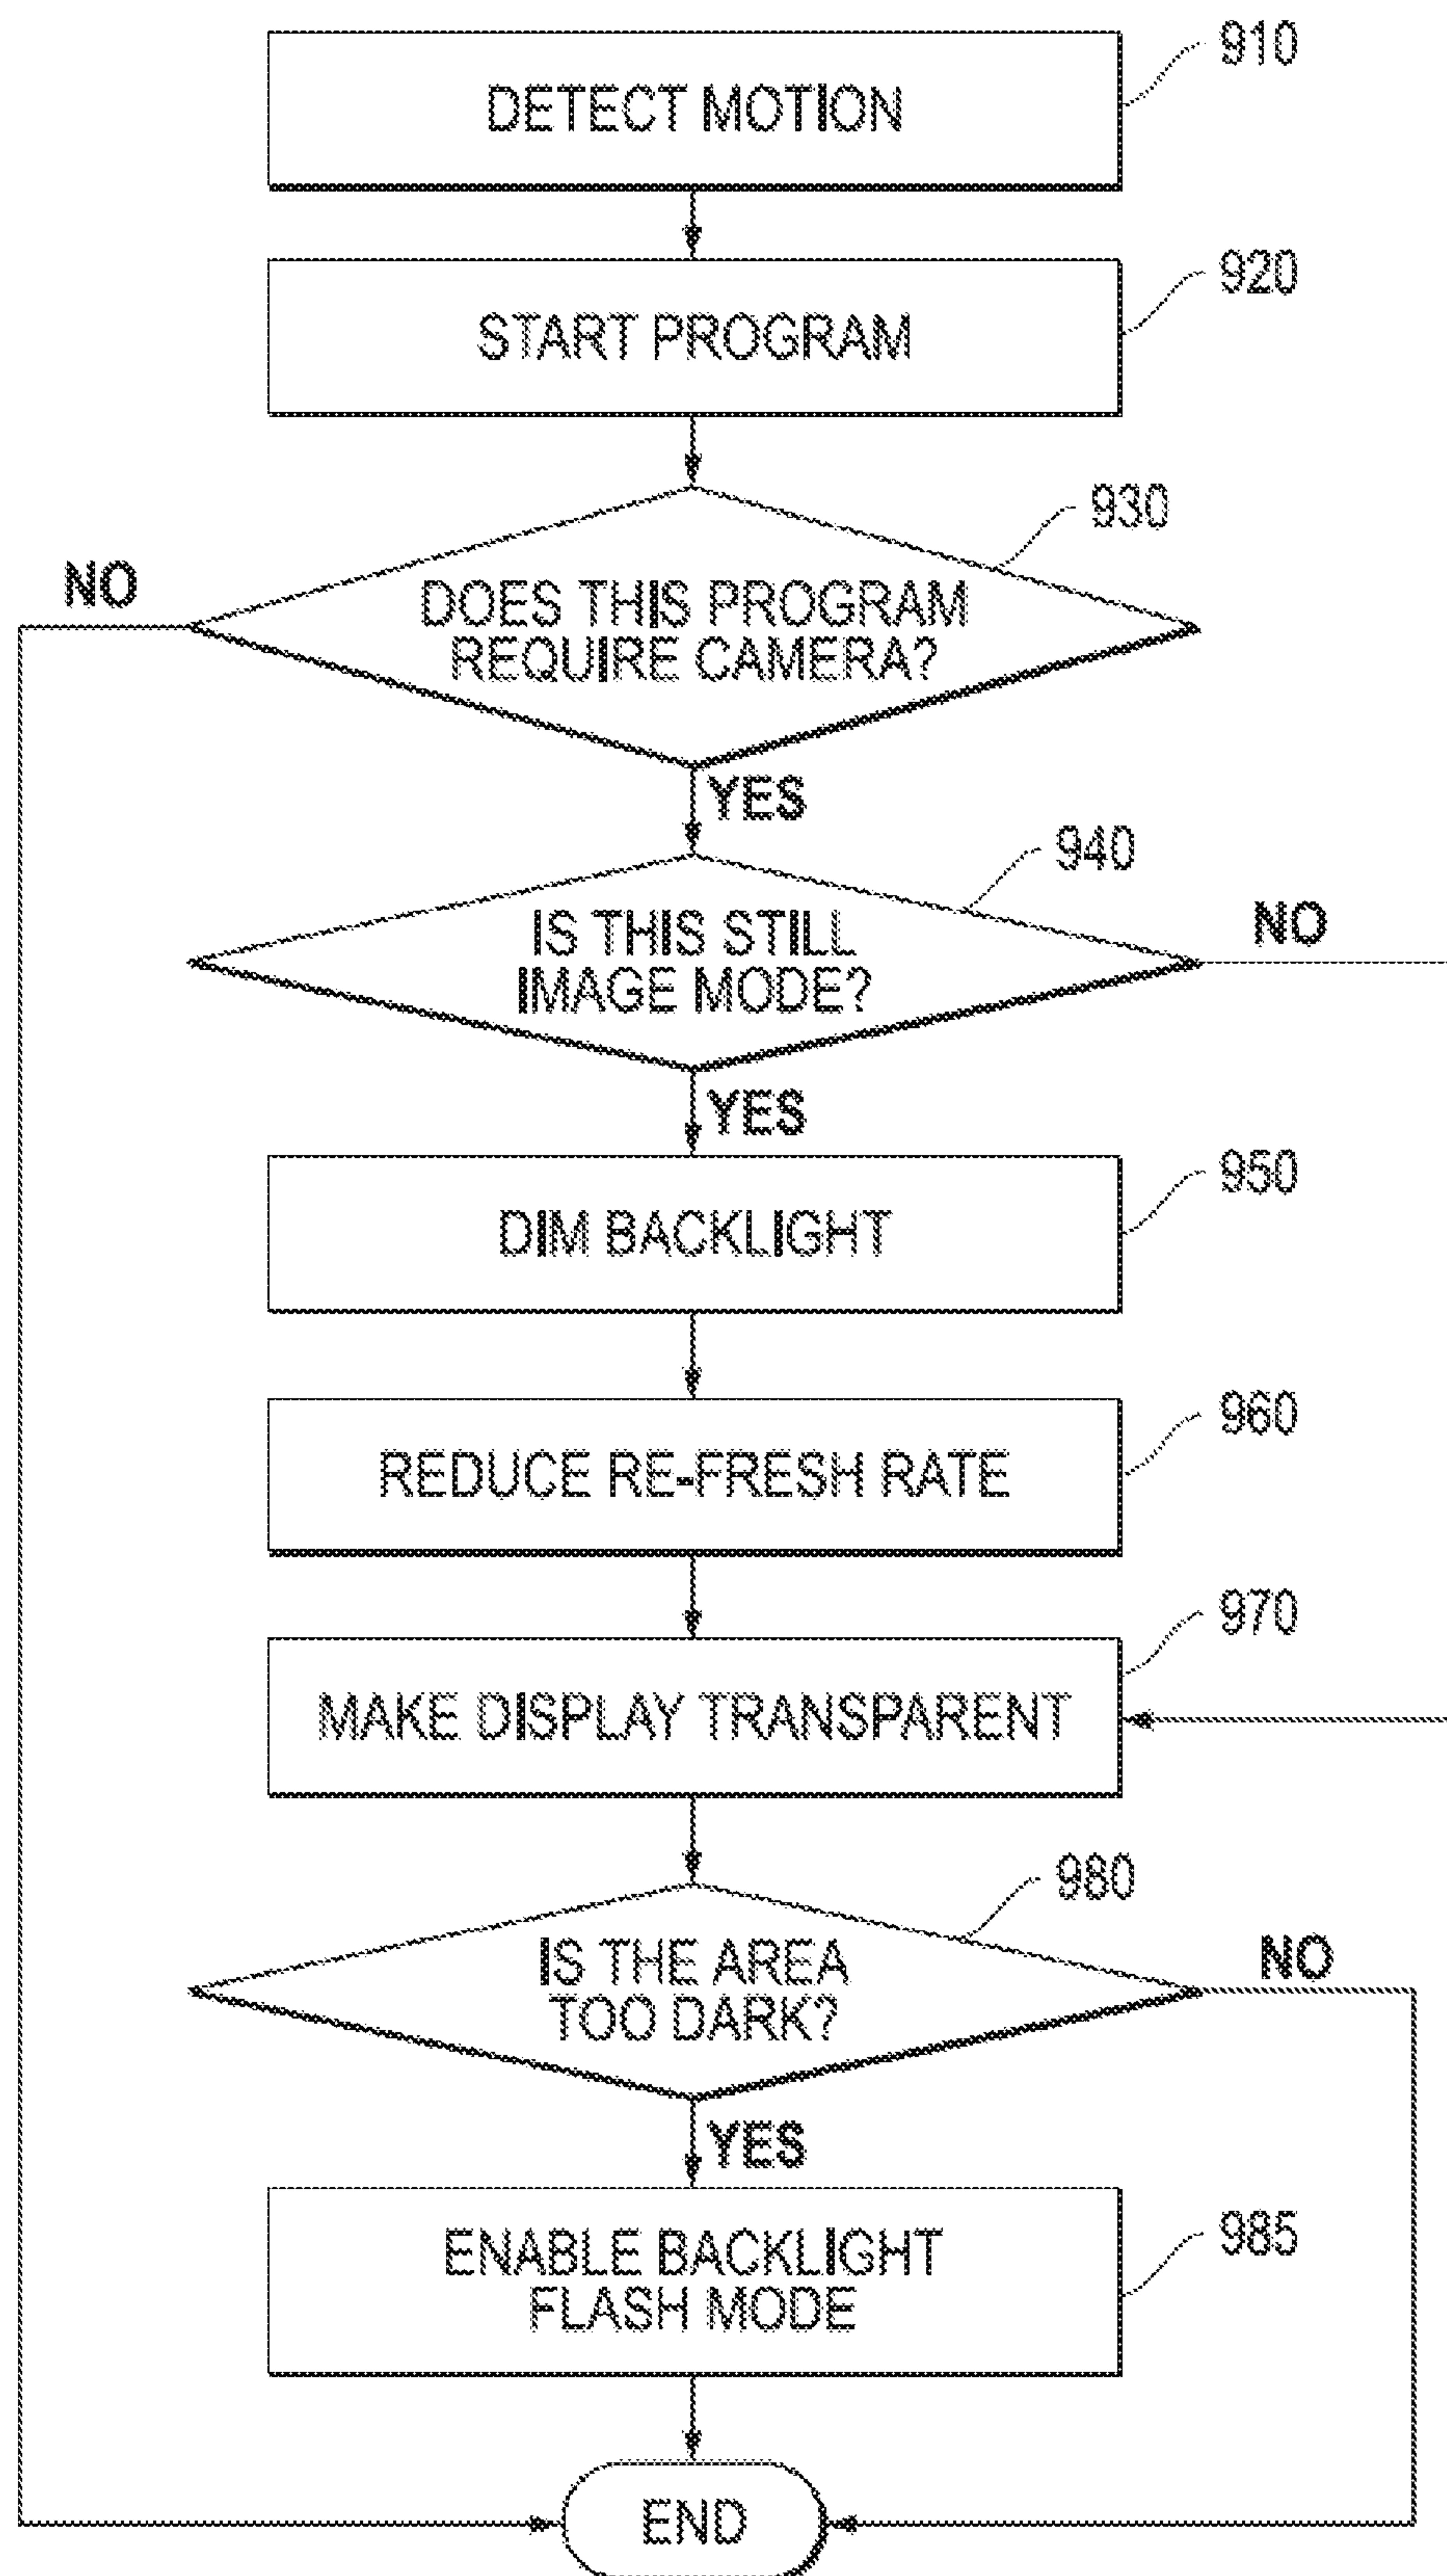 910
DETECT MOTION
920
START PROGRAM
930
NO
DOES THIS PROGRAM
REQUIRE CAMERA?
YES
940
NO
IS THIS STILL
IMAGE MODE?
YES
950
DIM BACKLIGHT
960
REDUCE RE-FRESH RATE
970
MAKE DISPLAY TRANSPARENT
980
NO
IS THE AREA
TOO DARK?
YES
985
ENABLE BACKLIGHT
FLASH MODE
END